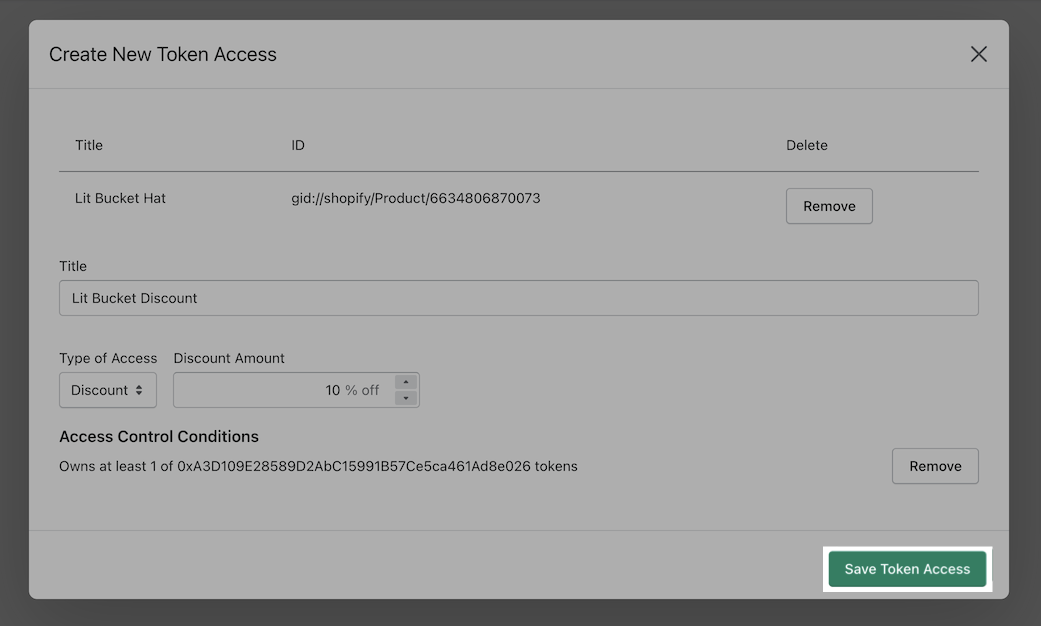 Create New Token Access
Title ID Delete
Lit Bucket Hat gid://shopify/Product/6634806870073 Remove
Title
Lit Bucket Discount
Type of Access Discount Amount
Discount 10 % off
Access Control Conditions
Owns at least 1 of 0xA3D109E28589D2AbC15991B57Ce5ca461Ad8e026 tokens Remove
Save Token Access